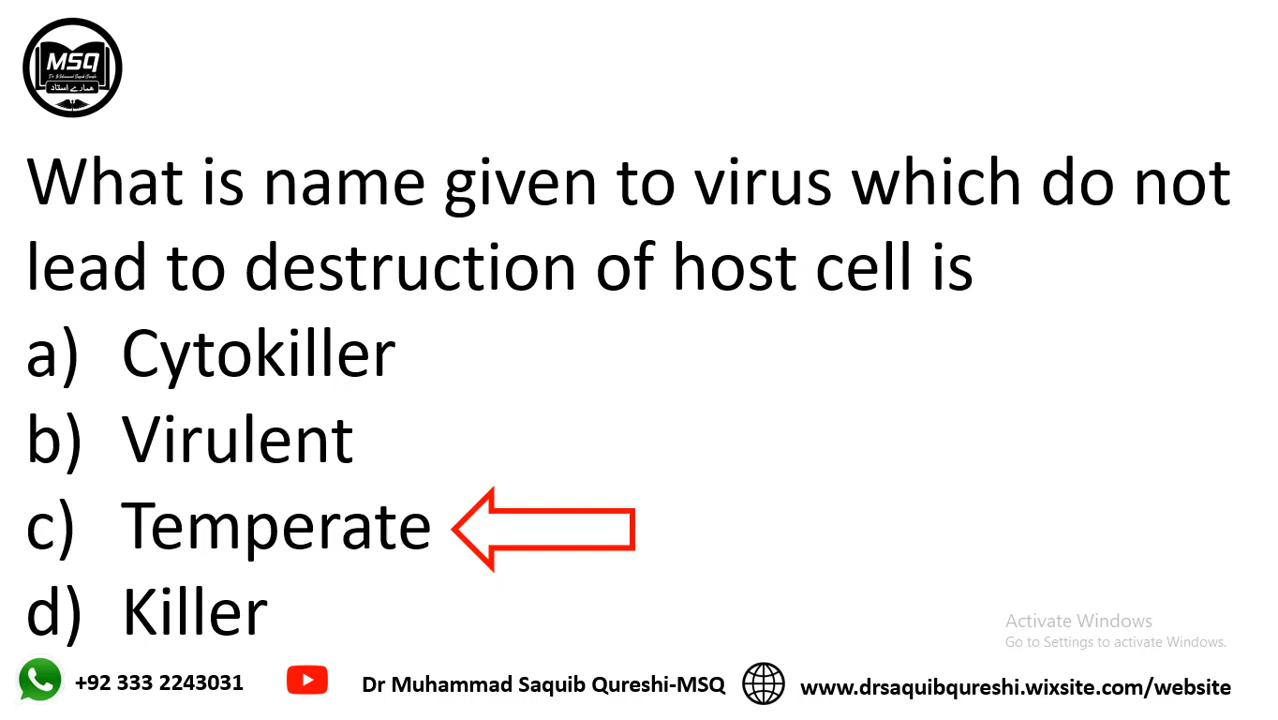 MSQ
ہمارے استاد
What is name given to virus which do not
lead to destruction of host cell is
a) Cytokiller
b) Virulent
c) Temperate
d) Killer
Activate Windows
Go to Settings to activate Windows.
+92 333 2243031
Dr Muhammad Saquib Qureshi-MSQ
www.drsaquibqureshi.wixsite.com/website